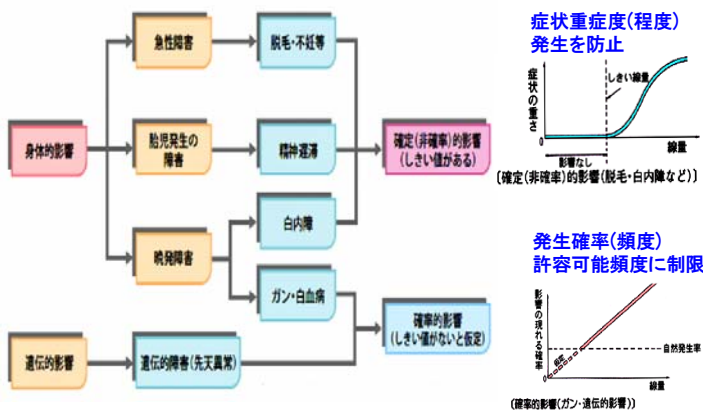 急性障害
脱毛・不妊等
身体的影響
胎児発生の
障害
精神遅滞
確定(非確率)的影響
(しきい値がある)
白内障
晩発障害
ガン・白血病
確率的影響
(しきい値がないと仮定)
遺伝的影響
遺伝的障害(先天異常)
症状重症度(程度)
発生を防止
症状の重さ
しきい線量
0
線量
影響なし
〔確定(非確率)的影響(脱毛・白内障など)〕
発生確率(頻度)
許容可能頻度に制限
影響の現れる確率
仮定
自然発生率
0
線量
〔確率的影響(ガン・遺伝的影響)〕